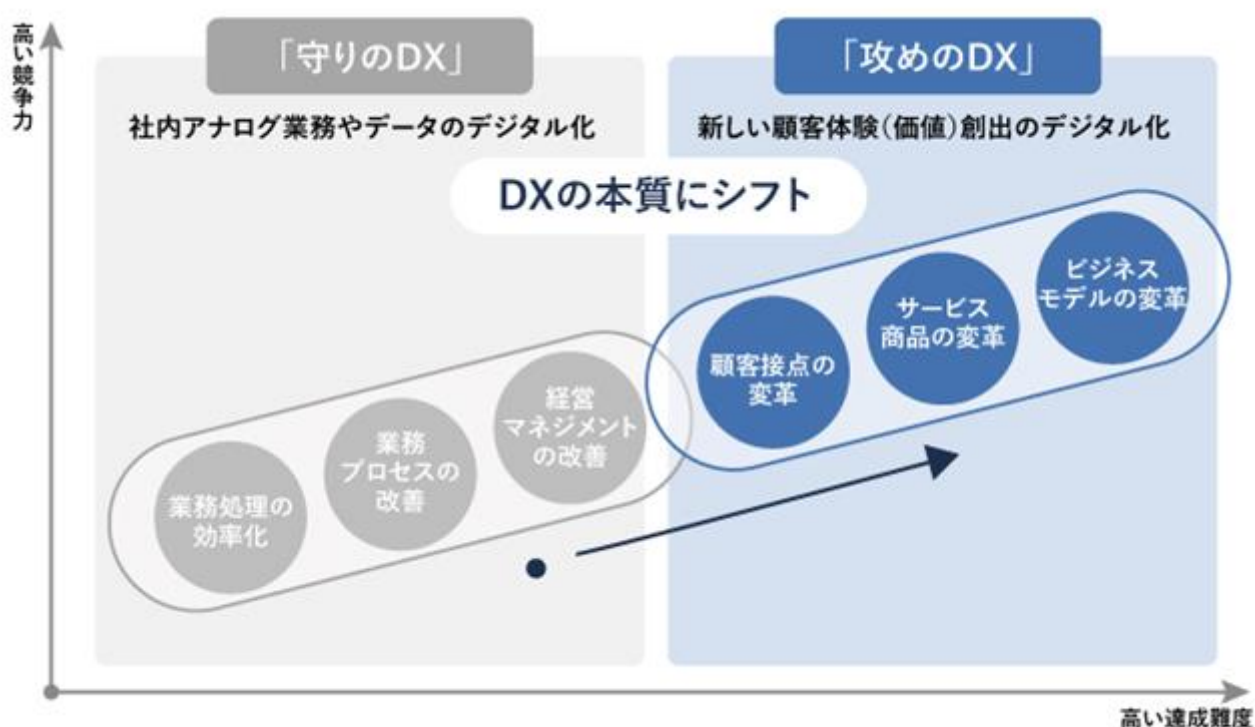 高い競争力
「守りのDX」
社内アナログ業務やデータのデジタル化
「攻めのDX」
新しい顧客体験(価値)創出のデジタル化
DXの本質にシフト
業務処理の
効率化
業務
プロセスの
改善
経営
マネジメント
の改善
顧客接点の
変革
サービス
商品の変革
ビジネス
モデルの変革
高い達成難度